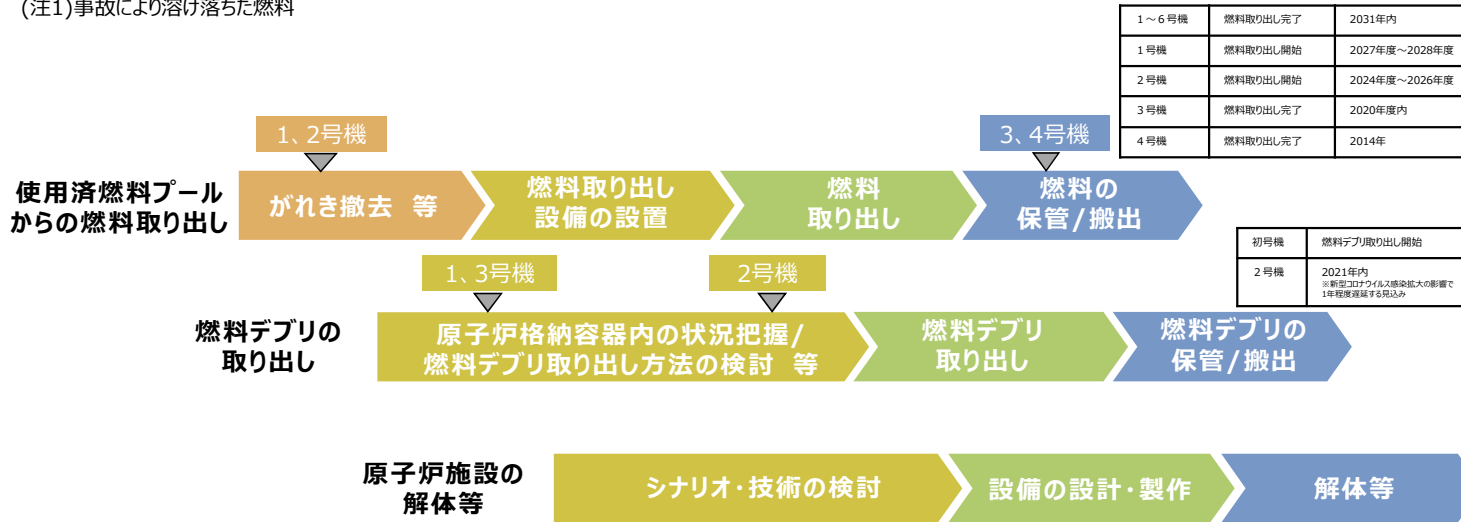 (注1)事故により溶け落ちた燃料
1～6号機 燃料取り出し完了 2031年内
1号機 燃料取り出し開始 2027年度～2028年度
2号機 燃料取り出し開始 2024年度～2026年度
3号機 燃料取り出し完了 2020年度内
4号機 燃料取り出し完了 2014年
1、2号機
3、4号機
使用済燃料プール
からの燃料取り出し
がれき撤去 等
燃料取り出し
設備の設置
燃料
取り出し
燃料の
保管/搬出
初号機 燃料デブリ取り出し開始
2号機 2021年内
※新型コロナウイルス感染拡大の影響で
1年程度遅延する見込み
1、3号機
2号機
燃料デブリの
取り出し
原子炉格納容器内の状況把握/
燃料デブリ取り出し方法の検討 等
燃料デブリ
取り出し
燃料デブリの
保管/搬出
原子炉施設の
解体等
シナリオ・技術の検討
設備の設計・製作
解体等